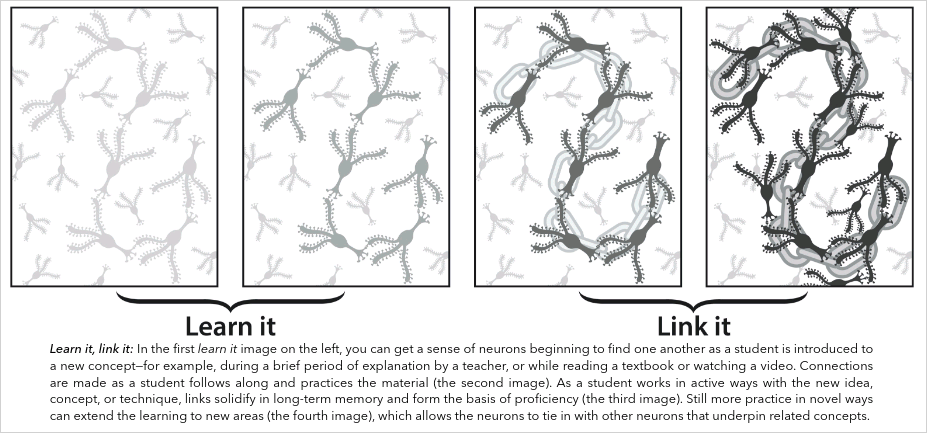 Learn it
Link it
Learn it, link it: In the first learn it image on the left, you can get a sense of neurons beginning to find one another as a student is introduced to
a new concept—for example, during a brief period of explanation by a teacher, or while reading a textbook or watching a video. Connections
are made as a student follows along and practices the material (the second image). As a student works in active ways with the new idea,
concept, or technique, links solidify in long-term memory and form the basis of proficiency (the third image). Still more practice in novel ways
can extend the learning to new areas (the fourth image), which allows the neurons to tie in with other neurons that underpin related concepts.